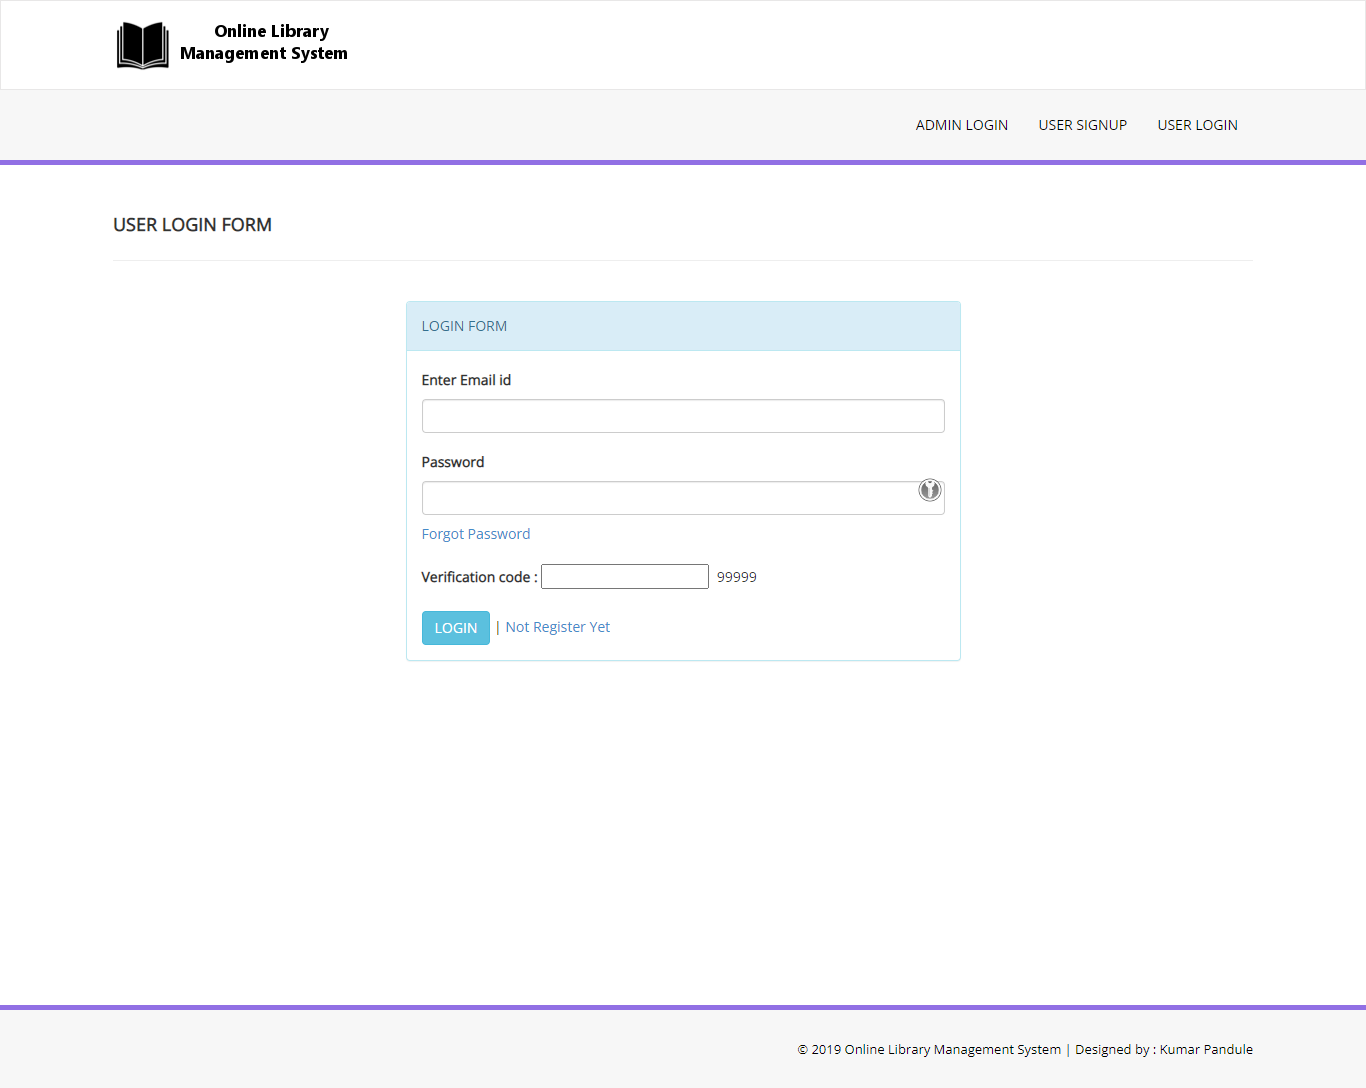 Online Library
Management System
ADMIN LOGIN USER SIGNUP USER LOGIN
USER LOGIN FORM
LOGIN FORM
Enter Email id
Password
Forgot Password
Verification code : 99999
LOGIN | Not Register Yet
© 2019 Online Library Management System | Designed by : Kumar Pandule